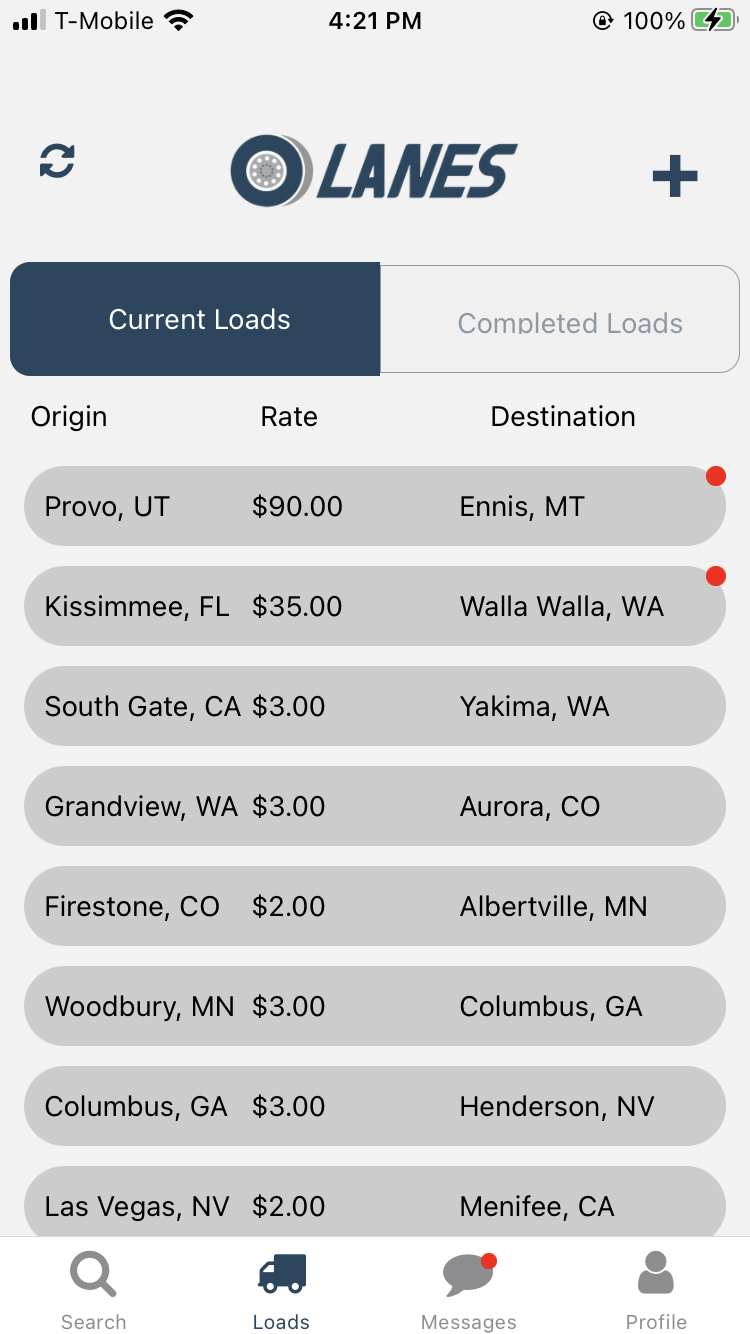 T-Mobile 4:21 PM 100%
LANES
Current Loads Completed Loads
Origin Rate Destination
Provo, UT $90.00 Ennis, MT
Kissimmee, FL $35.00 Walla Walla, WA
South Gate, CA $3.00 Yakima, WA
Grandview, WA $3.00 Aurora, CO
Firestone, CO $2.00 Albertville, MN
Woodbury, MN $3.00 Columbus, GA
Columbus, GA $3.00 Henderson, NV
Las Vegas, NV $2.00 Menifee, CA
Search Loads Messages Profile